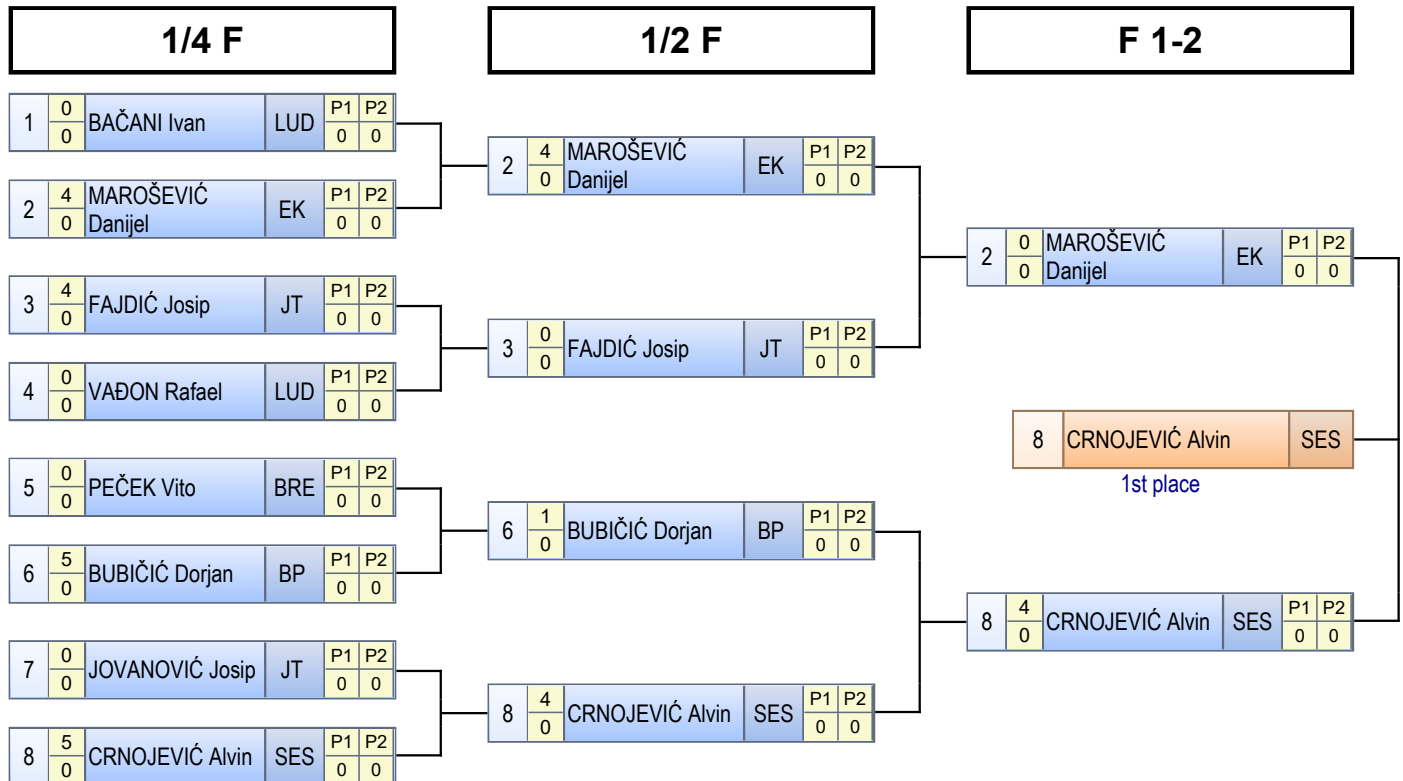 1/4 F
1/2 F
F 1-2
1 0 BAČANI Ivan LUD P1 P2
0 0 0
2 4 MAROŠEVIĆ EK P1 P2
0 Danijel 0 0
3 4 FAJDIĆ Josip JT P1 P2
0 0 0
4 0 VAĐON Rafael LUD P1 P2
0 0 0
5 0 PEČEK Vito BRE P1 P2
0 0 0
6 5 BUBIČIĆ Dorjan BP P1 P2
0 0 0
7 0 JOVANOVIĆ Josip JT P1 P2
0 0 0
8 5 CRNOJEVIĆ Alvin SES P1 P2
0 0 0
2 4 MAROŠEVIĆ EK P1 P2
0 Danijel 0 0
3 0 FAJDIĆ Josip JT P1 P2
0 0 0
6 1 BUBIČIĆ Dorjan BP P1 P2
0 0 0
8 4 CRNOJEVIĆ Alvin SES P1 P2
0 0 0
2 0 MAROŠEVIĆ EK P1 P2
0 Danijel 0 0
8 CRNOJEVIĆ Alvin SES
1st place
8 4 CRNOJEVIĆ Alvin SES P1 P2
0 0 0